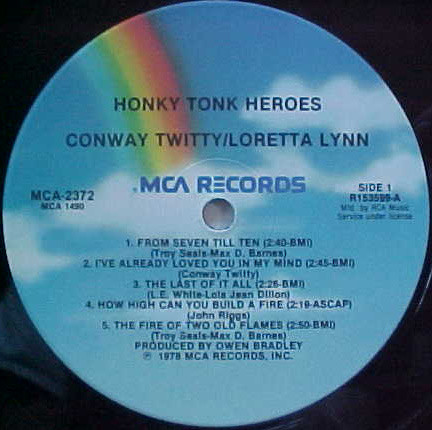 HONKY TONK HEROES
CONWAY TWITTY/LORETTA LYNN
MCA RECORDS
MCA-2372
MCA 1490
SIDE 1
R153599-A
Mfd. by RCA Music
Service under license
1. FROM SEVEN TILL TEN (2:40-BMI)
(Troy Seals-Max D. Barnes)
2. I'VE ALREADY LOVED YOU IN MY MIND (2:45-BMI)
(Conway Twitty)
3. THE LAST OF IT ALL (2:26-BMI)
(L.E. White-Lola Jean Dillon)
4. HOW HIGH CAN YOU BUILD A FIRE (2:19-ASCAP)
(John Riggs)
5. THE FIRE OF TWO OLD FLAMES (2:50-BMI)
(Troy Seals-Max D. Barnes)
PRODUCED BY OWEN BRADLEY
℗ 1978 MCA RECORDS, INC.